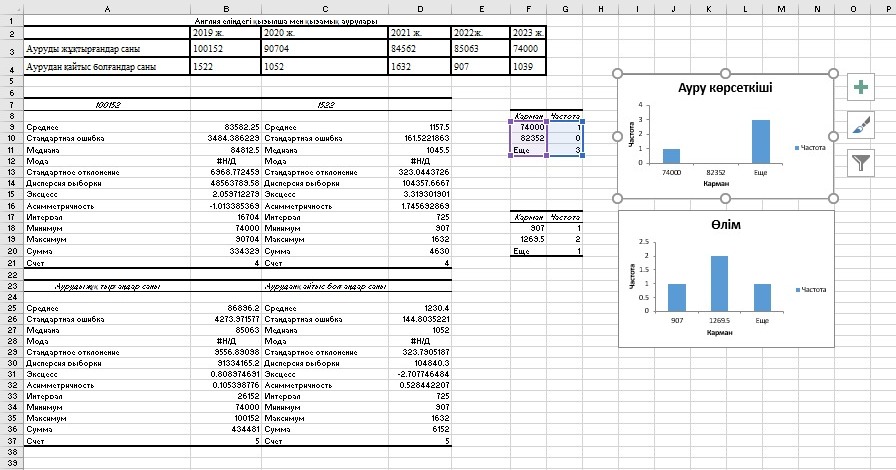 A B C D E F G H I J K L M N O P
1 Англия еліндегі қызылша мен қызамық аурулары
2 2019 ж. 2020 ж. 2021 ж. 2022ж. 2023 ж.
3 Ауруды жұқтырғандар саны 100152 90704 84562 85063 74000
4 Аурудан қайтыс болғандар саны 1522 1052 1632 907 1039
5
6
7 100152 1522
8 Карман Частота
9 Среднее 83582.25 Среднее 1157.5 74000 1
10 Стандартная ошибка 3484.386229 Стандартная ошибка 161.5221863 82352 0
11 Медиана 84812.5 Медиана 1045.5 Еще 3
12 Мода #Н/Д Мода #Н/Д
13 Стандартное отклонение 6968.772459 Стандартное отклонение 323.0443726
14 Дисперсия выборки 48563789.58 Дисперсия выборки 104357.6667
15 Эксцесс 2.059712279 Эксцесс 3.319301901
16 Асимметричность -1.013385369 Асимметричность 1.745692869
17 Интервал 16704 Интервал 725 Карман Частота
18 Минимум 74000 Минимум 907 907 1
19 Максимум 90704 Максимум 1632 1269.5 2
20 Сумма 334329 Сумма 4630 Еще 1
21 Счет 4 Счет 4
22
23 Ауруды жұқтырғандар саны Аурудан қайтыс болғандар саны
24
25 Среднее 86896.2 Среднее 1230.4
26 Стандартная ошибка 4273.971577 Стандартная ошибка 144.8035221
27 Медиана 85063 Медиана 1052
28 Мода #Н/Д Мода #Н/Д
29 Стандартное отклонение 9556.89098 Стандартное отклонение 323.7905187
30 Дисперсия выборки 91334165.2 Дисперсия выборки 104840.3
31 Эксцесс 0.808974691 Эксцесс -2.707746484
32 Асимметричность 0.105398776 Асимметричность 0.528442207
33 Интервал 26152 Интервал 725
34 Минимум 74000 Минимум 907
35 Максимум 100152 Максимум 1632
36 Сумма 434481 Сумма 6152
37 Счет 5 Счет 5
38
39
Ауру көрсеткіші
4
3
2
1
0
Частота
74000 82352 Еще
Карман
Частота
Өлім
2.5
2
1.5
1
0.5
0
Частота
907 1269.5 Еще
Карман
Частота